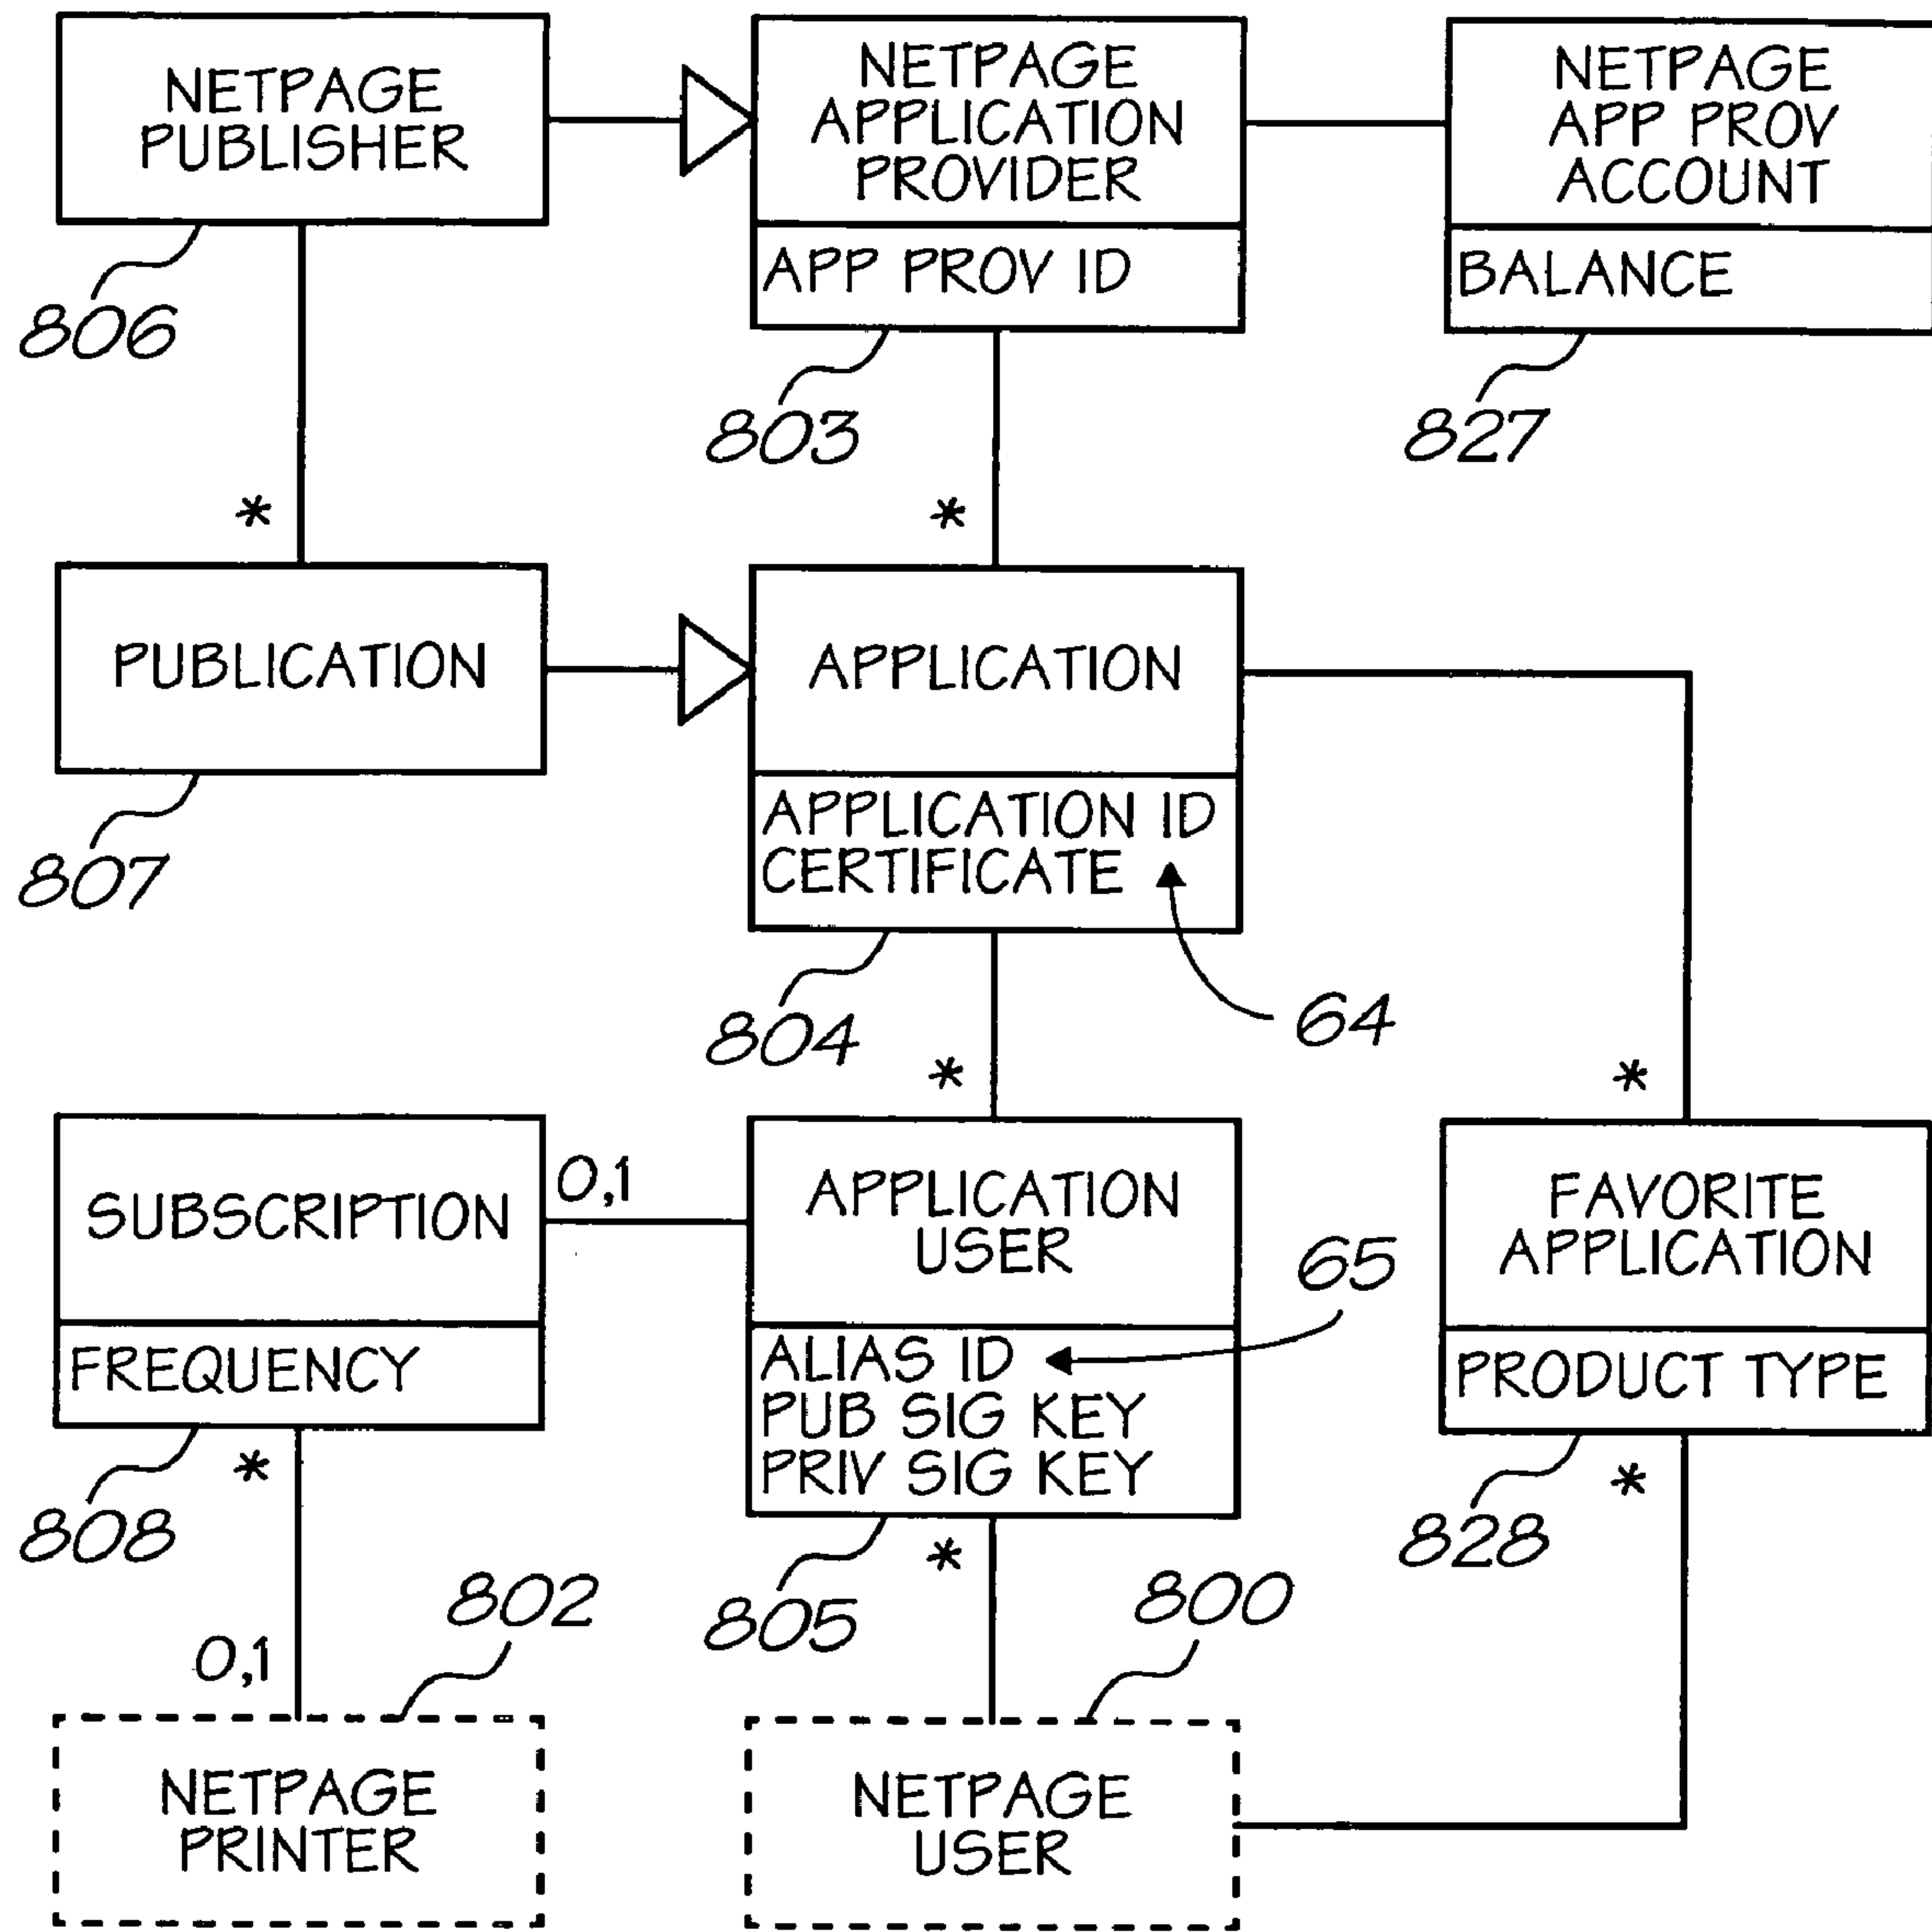 NETPAGE
PUBLISHER
806
NETPAGE
APPLICATION
PROVIDER
APP PROV ID
803
NETPAGE
APP PROV
ACCOUNT
BALANCE
827
*
*
PUBLICATION
807
APPLICATION
APPLICATION ID
CERTIFICATE
64
804
*
*
SUBSCRIPTION
0,1
FREQUENCY
808
*
APPLICATION
USER
65
ALIAS ID
PUB SIG KEY
PRIV SIG KEY
805
*
FAVORITE
APPLICATION
PRODUCT TYPE
828
*
802
0,1
800
NETPAGE
PRINTER
NETPAGE
USER